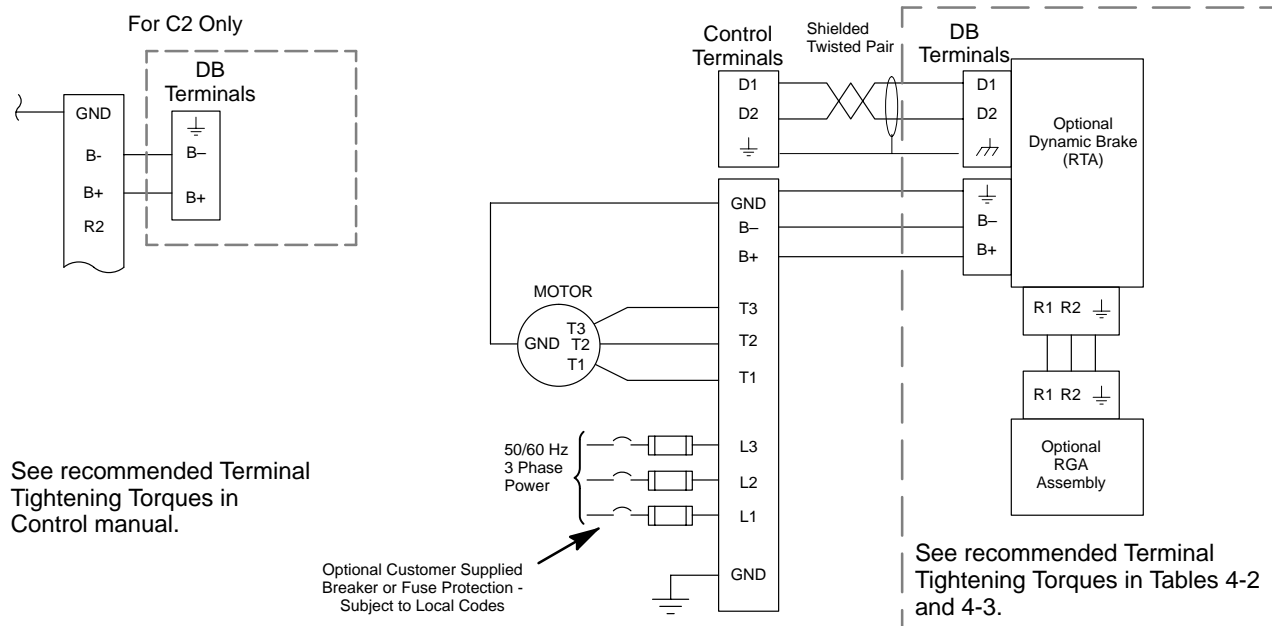 For C2 Only
DB
Terminals
GND
B-
B+
R2
⏚
B–
B+
See recommended Terminal
Tightening Torques in
Control manual.
Control
Terminals
D1
D2
⏚
Shielded
Twisted Pair
DB
Terminals
D1
D2
Optional
Dynamic Brake
(RTA)
⏚
B–
B+
GND
B–
B+
T3
T2
T1
L3
L2
L1
GND
MOTOR
GND
T3
T2
T1
50/60 Hz
3 Phase
Power
Optional Customer Supplied
Breaker or Fuse Protection -
Subject to Local Codes
R1 R2 ⏚
R1 R2 ⏚
Optional
RGA
Assembly
See recommended Terminal
Tightening Torques in Tables 4-2
and 4-3.